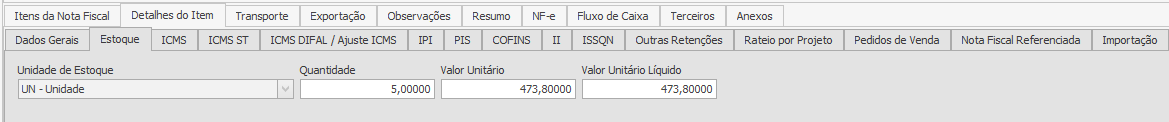 Itens da Nota Fiscal Detalhes do Item Transporte Exportação Observações Resumo NF-e Fluxo de Caixa Terceiros Anexos
Dados Gerais Estoque ICMS ICMS ST ICMS DIFAL / Ajuste ICMS IPI PIS COFINS II ISSQN Outras Retenções Rateio por Projeto Pedidos de Venda Nota Fiscal Referenciada Importação
Unidade de Estoque Quantidade Valor Unitário Valor Unitário Líquido
UN - Unidade 5,00000 473,80000 473,80000